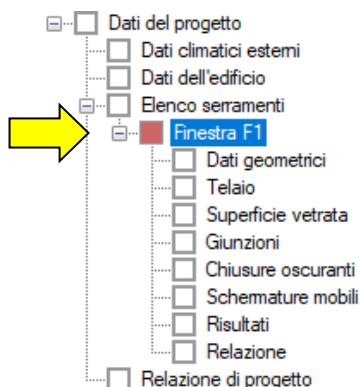 Dati del progetto
Dati climatici esterni
Dati dell'edificio
Elenco serramenti
Finestra F1
Dati geometrici
Telaio
Superficie vetrata
Giunzioni
Chiusure oscuranti
Schermature mobili
Risultati
Relazione
Relazione di progetto